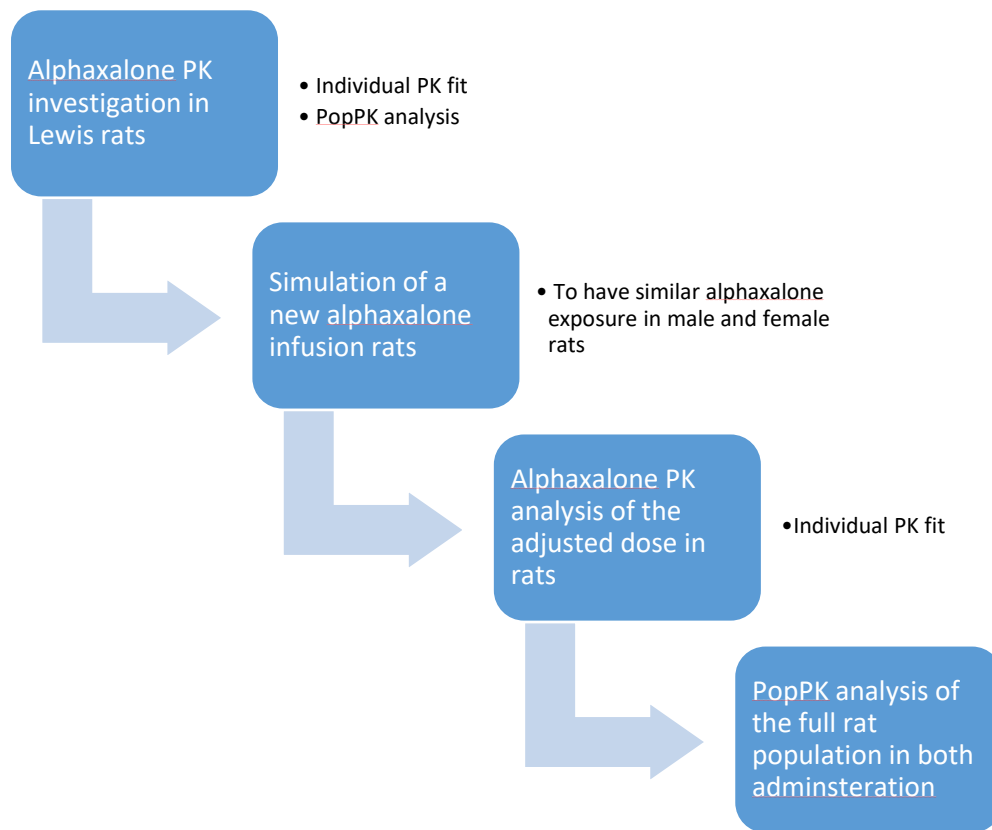 Alphaxalone PK
investigation in
Lewis rats
• Individual PK fit
• PopPK analysis
Simulation of a
new alphaxalone
infusion rats
• To have similar alphaxalone
exposure in male and female
rats
Alphaxalone PK
analysis of the
adjusted dose in
rats
•Individual PK fit
PopPK analysis of
the full rat
population in both
adminsteration